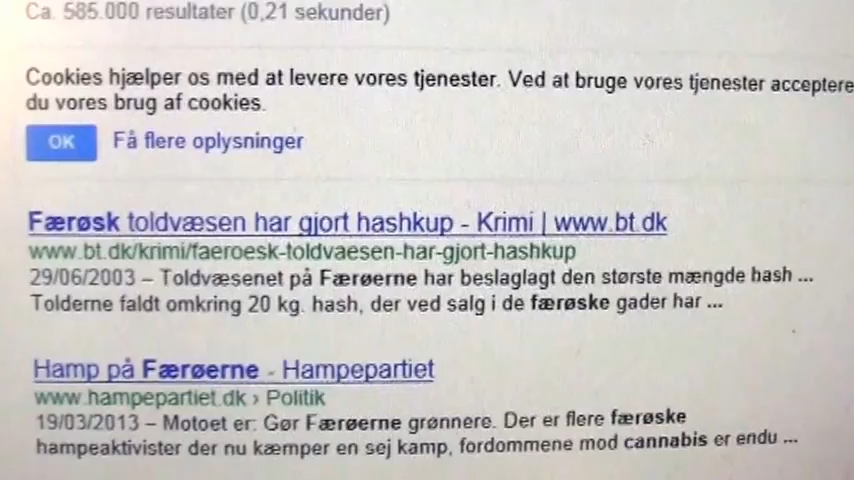 Ca. 585.000 resultater (0,21 sekunder)
Cookies hjælper os med at levere vores tjenester. Ved at bruge vores tjenester acceptere
du vores brug af cookies.
OK Få flere oplysninger
Færøsk toldvæsen har gjort hashkup - Krimi | www.bt.dk
www.bt.dk/krimi/faeroesk-toldvaesen-har-gjort-hashkup
29/06/2003 – Toldvæsenet på Færøerne har beslaglagt den største mængde hash ...
Tolderne faldt omkring 20 kg. hash, der ved salg i de færøske gader har ...
Hamp på Færøerne - Hampepartiet
www.hampepartiet.dk › Politik
19/03/2013 – Motoet er: Gør Færøerne grønnere. Der er flere færøske
hampeaktivister der nu kæmper en sej kamp, fordommene mod cannabis er endu ...